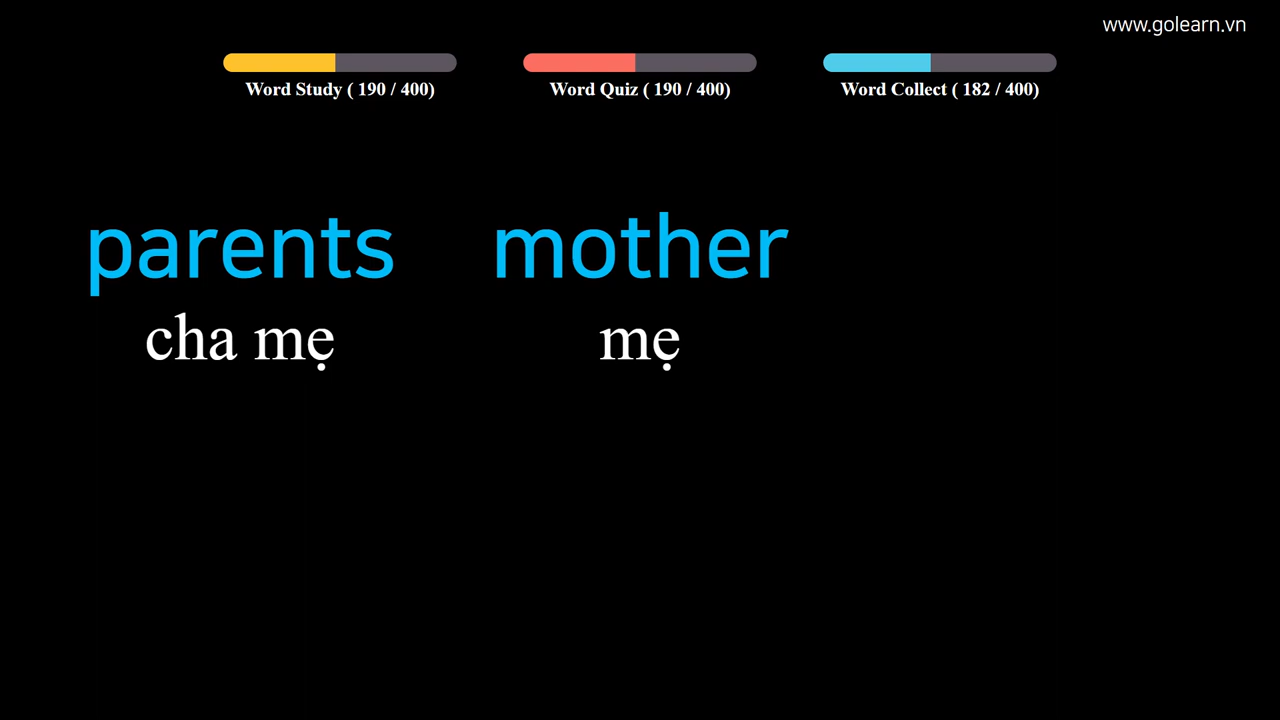 www.golearn.vn
Word Study ( 190 / 400)
Word Quiz ( 190 / 400)
Word Collect ( 182 / 400)
parents
cha mẹ
mother
mẹ